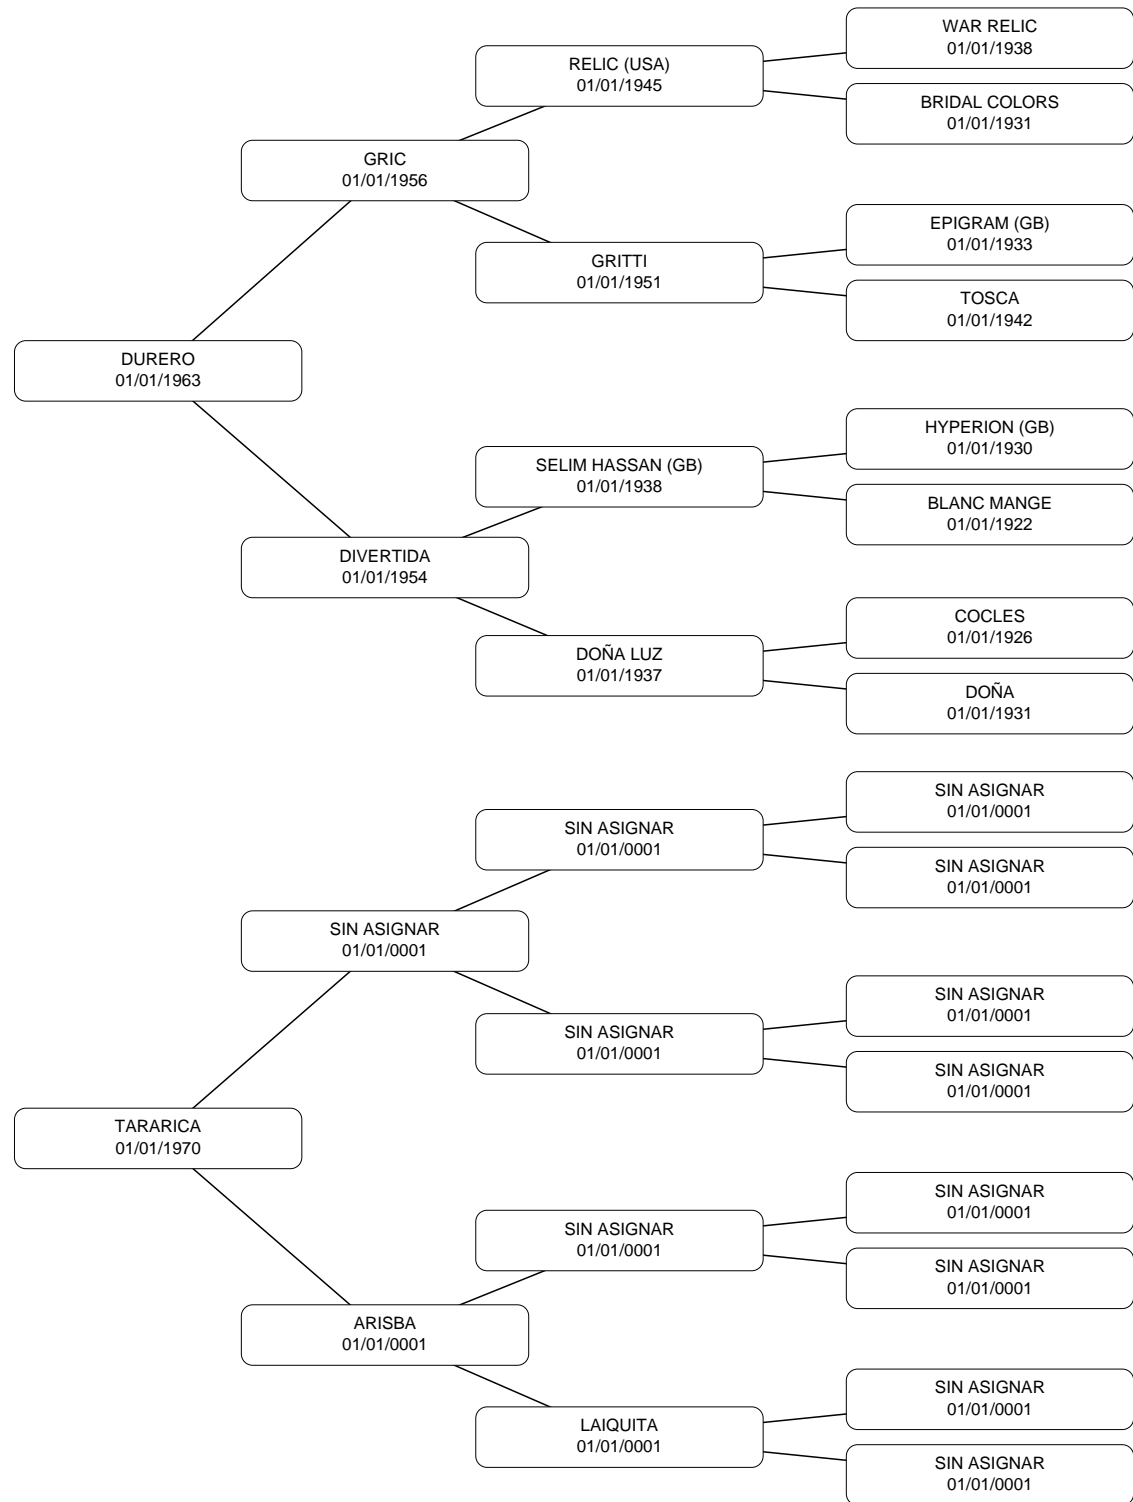 WAR RELIC
01/01/1938
RELIC (USA)
01/01/1945
BRIDAL COLORS
01/01/1931
GRIC
01/01/1956
EPIGRAM (GB)
01/01/1933
GRITTI
01/01/1951
TOSCA
01/01/1942
DURERO
01/01/1963
HYPERION (GB)
01/01/1930
SELIM HASSAN (GB)
01/01/1938
BLANC MANGE
01/01/1922
DIVERTIDA
01/01/1954
COCLES
01/01/1926
DOÑA LUZ
01/01/1937
DOÑA
01/01/1931
SIN ASIGNAR
01/01/0001
SIN ASIGNAR
01/01/0001
SIN ASIGNAR
01/01/0001
SIN ASIGNAR
01/01/0001
SIN ASIGNAR
01/01/0001
SIN ASIGNAR
01/01/0001
SIN ASIGNAR
01/01/0001
TARARICA
01/01/1970
SIN ASIGNAR
01/01/0001
SIN ASIGNAR
01/01/0001
SIN ASIGNAR
01/01/0001
ARISBA
01/01/0001
SIN ASIGNAR
01/01/0001
LAIQUITA
01/01/0001
SIN ASIGNAR
01/01/0001